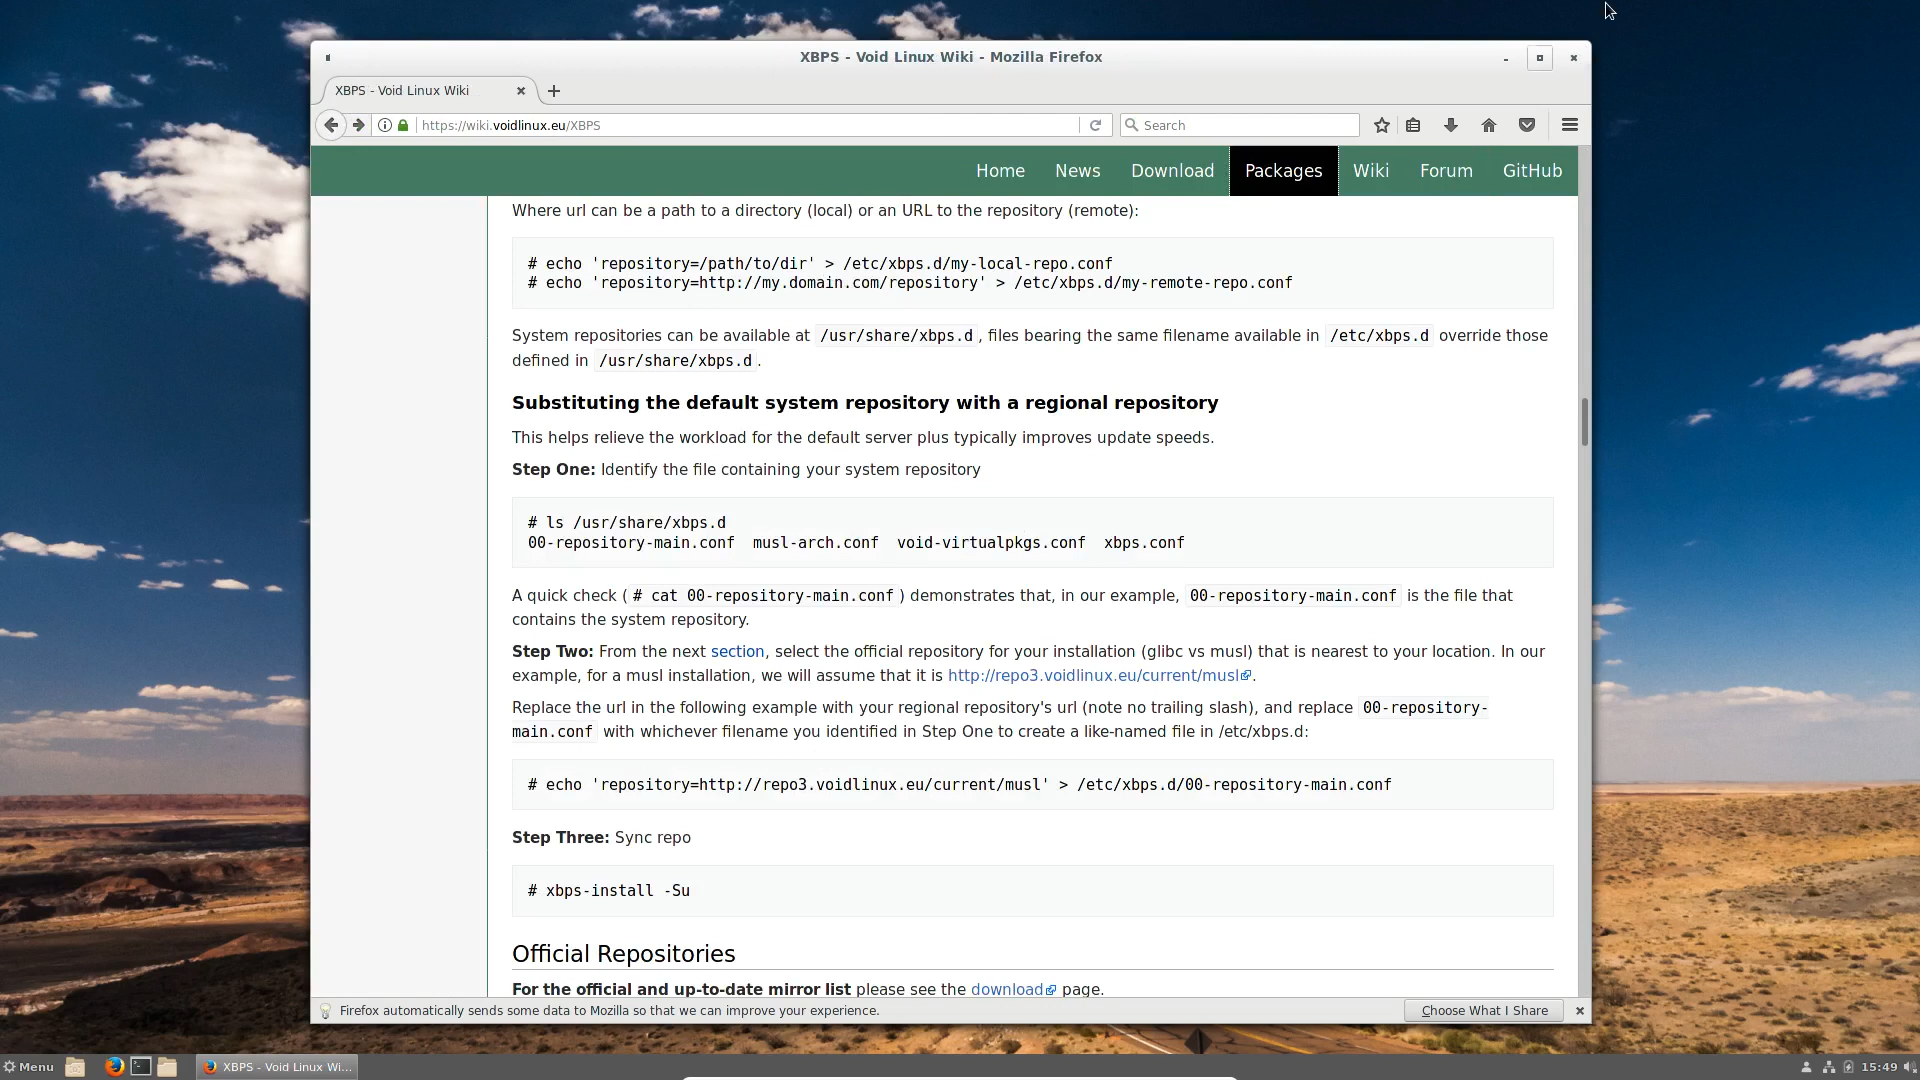 XBPS - Void Linux Wiki - Mozilla Firefox
XBPS - Void Linux Wiki
https://wiki.voidlinux.eu/XBPS
Search
Home News Download Packages Wiki Forum GitHub
Where url can be a path to a directory (local) or an URL to the repository (remote):
# echo 'repository=/path/to/dir' > /etc/xbps.d/my-local-repo.conf
# echo 'repository=http://my.domain.com/repository' > /etc/xbps.d/my-remote-repo.conf
System repositories can be available at /usr/share/xbps.d, files bearing the same filename available in /etc/xbps.d override those
defined in /usr/share/xbps.d.
Substituting the default system repository with a regional repository
This helps relieve the workload for the default server plus typically improves update speeds.
Step One: Identify the file containing your system repository
# ls /usr/share/xbps.d
00-repository-main.conf  musl-arch.conf  void-virtualpkgs.conf  xbps.conf
A quick check (# cat 00-repository-main.conf) demonstrates that, in our example, 00-repository-main.conf is the file that
contains the system repository.
Step Two: From the next section, select the official repository for your installation (glibc vs musl) that is nearest to your location. In our
example, for a musl installation, we will assume that it is http://repo3.voidlinux.eu/current/musl.
Replace the url in the following example with your regional repository's url (note no trailing slash), and replace 00-repository-
main.conf with whichever filename you identified in Step One to create a like-named file in /etc/xbps.d:
# echo 'repository=http://repo3.voidlinux.eu/current/musl' > /etc/xbps.d/00-repository-main.conf
Step Three: Sync repo
# xbps-install -Su
Official Repositories
For the official and up-to-date mirror list please see the download page.
Firefox automatically sends some data to Mozilla so that we can improve your experience.
Choose What I Share
Menu
XBPS - Void Linux Wi...
15:49